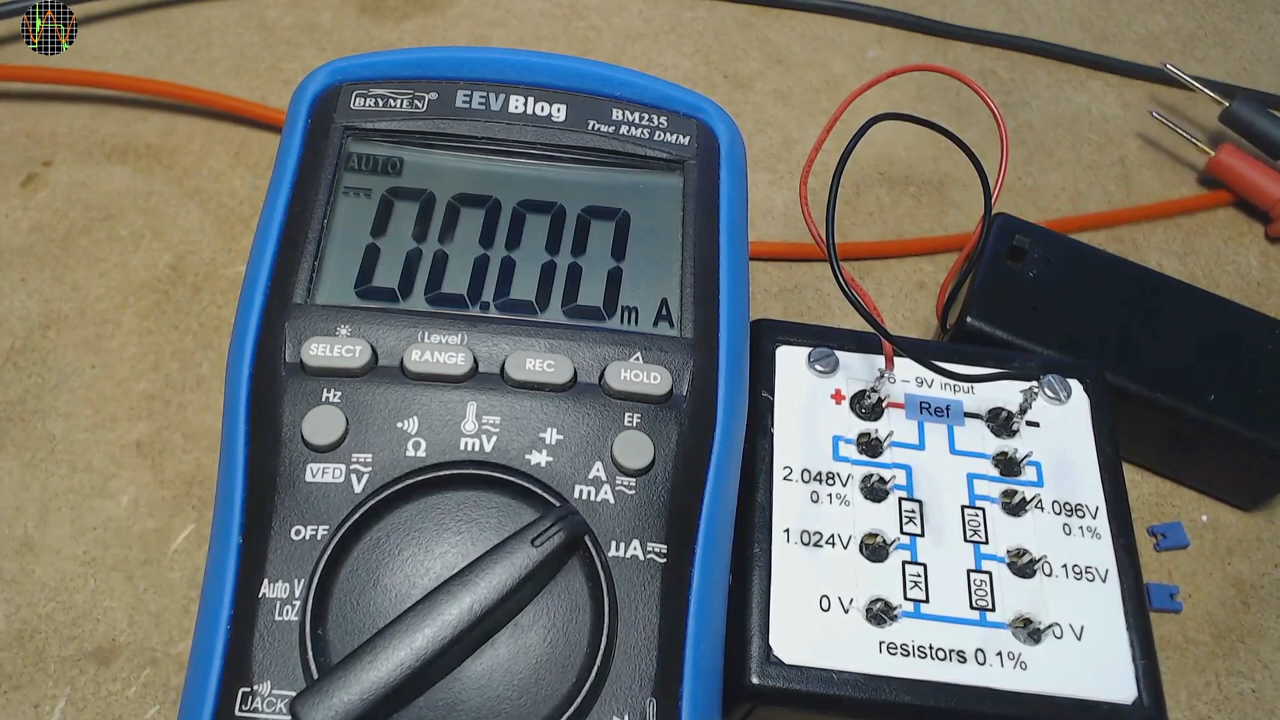 BRYMEN® EEVBlog
BM235
True RMS DMM
AUTO
00.00 m A
SELECT
(Level)
RANGE
REC
Δ
HOLD
Hz
EF
VFD V
Ω
mV
A
mA
OFF
µA
Auto V
LoZ
JACK
6 – 9V input
+ Ref -
2.048V
0.1%
4.096V
0.1%
1K
10K
1.024V
0.195V
1K
500
0 V
0 V
resistors 0.1%